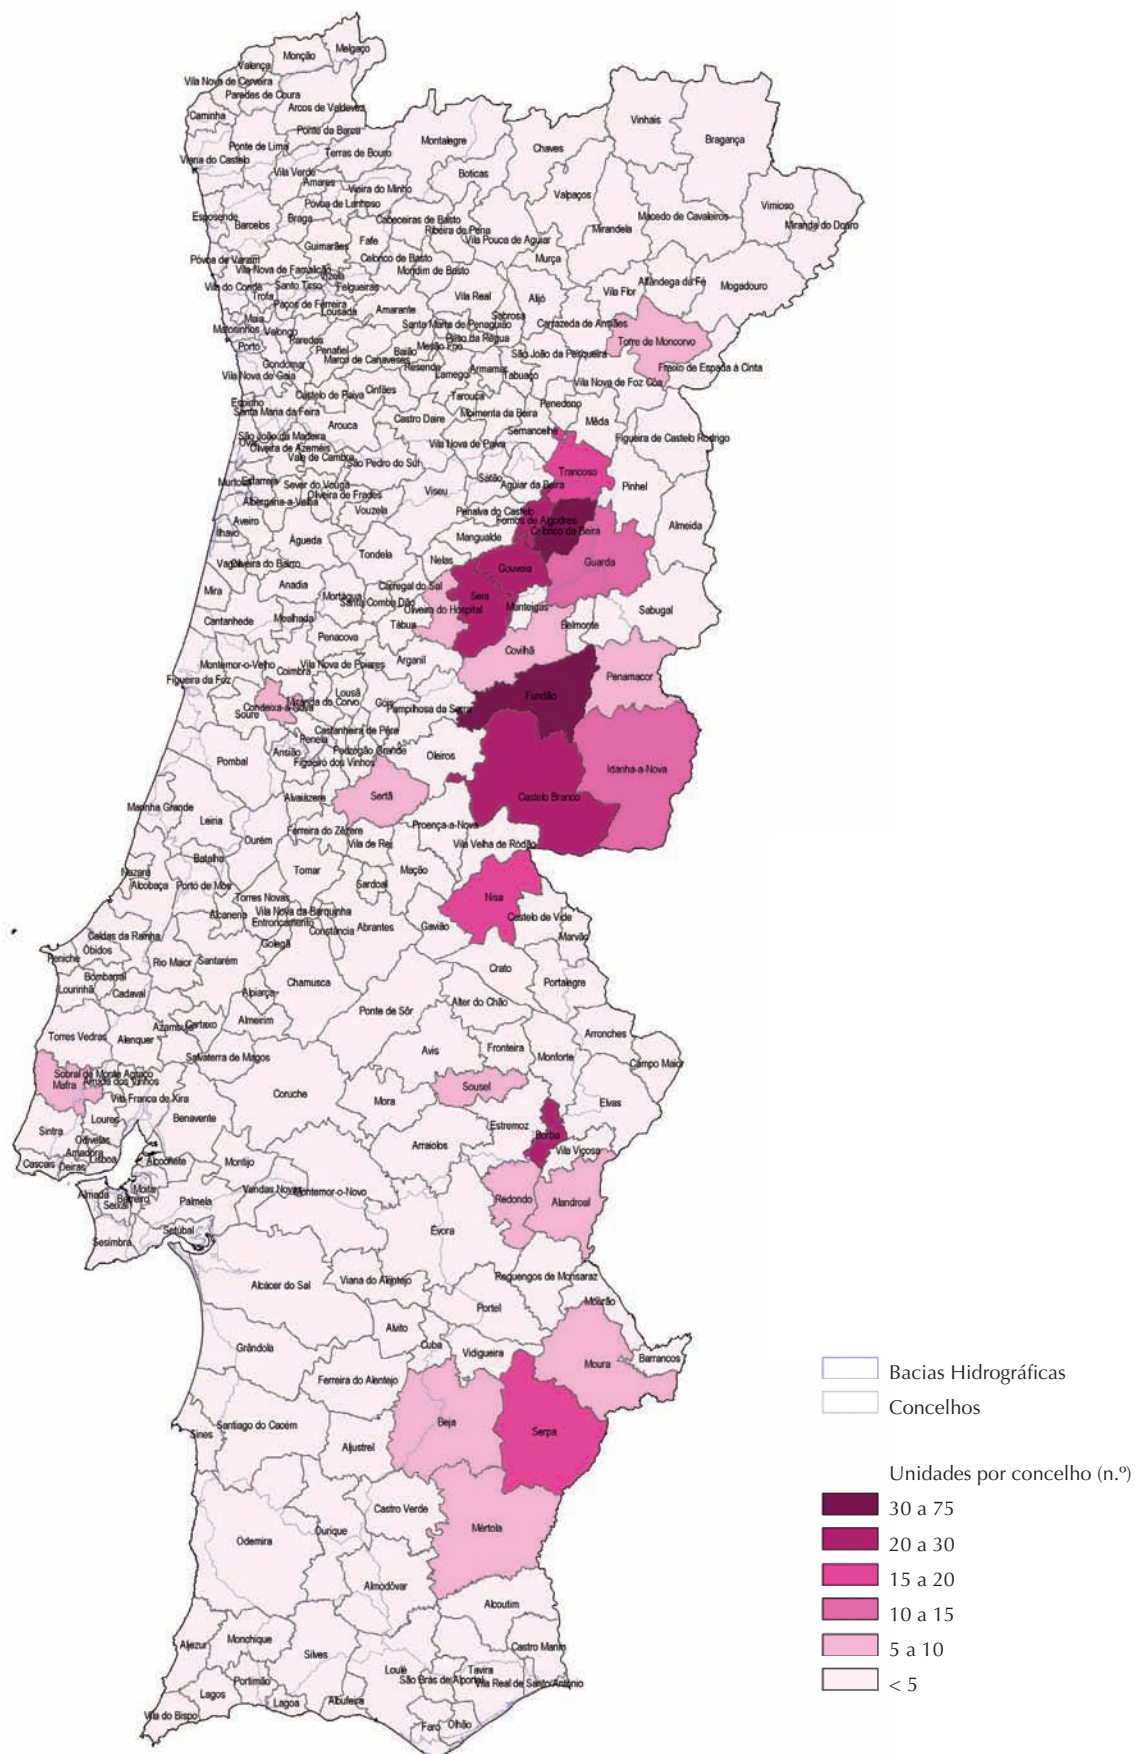 Melgaço
Monção
Valença
Vila Nova de Cerveira
Paredes de Coura
Arcos de Valdevez
Caminha
Ponte da Barca
Ponte de Lima
Viana do Castelo
Terras de Bouro
Montalegre
Chaves
Vinhais
Bragança
Vila Verde
Amares
Vieira do Minho
Boticas
Valpaços
Póvoa de Lanhoso
Esposende
Barcelos
Braga
Cabeceiras de Basto
Ribeira de Pena
Vila Pouca de Aguiar
Mirandela
Macedo de Cavaleiros
Vimioso
Miranda do Douro
Guimarães
Fafe
Póvoa de Varzim
Celorico de Basto
Murça
Vila Nova de Famalicão
Vizela
Mondim de Basto
Vila do Conde
Santo Tirso
Felgueiras
Trofa
Vila Real
Alijó
Vila Flor
Alfândega da Fé
Mogadouro
Paços de Ferreira
Lousada
Amarante
Sabrosa
Maia
Matosinhos
Valongo
Santa Marta de Penaguião
Carrazeda de Ansiães
Torre de Moncorvo
Porto
Paredes
Penafiel
Baião
Mesão Frio
Peso da Régua
São João da Pesqueira
Gondomar
Marco de Canaveses
Resende
Lamego
Armamar
Tabuaço
Freixo de Espada à Cinta
Vila Nova de Gaia
Vila Nova de Foz Côa
Castelo de Paiva
Cinfães
Tarouca
Penedono
Espinho
Santa Maria da Feira
Arouca
Castro Daire
Moimenta da Beira
Mêda
São João da Madeira
Ovar
Oliveira de Azeméis
Vale de Cambra
Sernancelhe
Figueira de Castelo Rodrigo
São Pedro do Sul
Vila Nova de Paiva
Trancoso
Murtosa
Estarreja
Sever do Vouga
Oliveira de Frades
Viseu
Sátão
Aguiar da Beira
Pinhel
Albergaria-a-Velha
Vouzela
Penalva do Castelo
Fornos de Algodres
Aveiro
Ílhavo
Águeda
Mangualde
Celorico da Beira
Almeida
Tondela
Nelas
Gouveia
Guarda
Vagos
Oliveira do Bairro
Anadia
Carregal do Sal
Mira
Mortágua
Santa Comba Dão
Seia
Oliveira do Hospital
Manteigas
Sabugal
Cantanhede
Mealhada
Tábua
Belmonte
Penacova
Covilhã
Montemor-o-Velho
Coimbra
Vila Nova de Poiares
Arganil
Penamacor
Figueira da Foz
Lousã
Góis
Fundão
Condeixa-a-Nova
Miranda do Corvo
Pampilhosa da Serra
Soure
Castanheira de Pêra
Penela
Ansião
Pedrógão Grande
Figueiró dos Vinhos
Oleiros
Pombal
Idanha-a-Nova
Sertã
Castelo Branco
Alvaiázere
Marinha Grande
Leiria
Ferreira do Zêzere
Proença-a-Nova
Ourém
Vila de Rei
Vila Velha de Ródão
Batalha
Nazaré
Alcobaça
Porto de Mós
Tomar
Sardoal
Mação
Nisa
Torres Novas
Alcanena
Vila Nova da Barquinha
Entroncamento
Constância
Abrantes
Gavião
Castelo de Vide
Marvão
Caldas da Rainha
Óbidos
Peniche
Golegã
Rio Maior
Santarém
Crato
Portalegre
Bombarral
Lourinhã
Cadaval
Chamusca
Alpiarça
Alter do Chão
Ponte de Sôr
Torres Vedras
Alenquer
Azambuja
Cartaxo
Almeirim
Arronches
Avis
Fronteira
Monforte
Campo Maior
Salvaterra de Magos
Sobral de Monte Agraço
Mafra
Arruda dos Vinhos
Sousel
Vila Franca de Xira
Coruche
Mora
Elvas
Loures
Benavente
Estremoz
Borba
Sintra
Odivelas
Amadora
Lisboa
Arraiolos
Vila Viçosa
Cascais
Oeiras
Alcochete
Montijo
Almada
Moita
Barreiro
Seixal
Palmela
Vendas Novas
Montemor-o-Novo
Redondo
Alandroal
Sesimbra
Setúbal
Évora
Alcácer do Sal
Viana do Alentejo
Reguengos de Monsaraz
Portel
Mourão
Alvito
Grândola
Cuba
Vidigueira
Moura
Barrancos
Ferreira do Alentejo
Beja
Santiago do Cacém
Sines
Aljustrel
Serpa
Castro Verde
Ourique
Mértola
Odemira
Almodôvar
Alcoutim
Aljezur
Monchique
Silves
Castro Marim
Loulé
São Brás de Alportel
Tavira
Vila Real de Santo António
Portimão
Lagos
Lagoa
Albufeira
Vila do Bispo
Faro
Olhão
Bacias Hidrográficas
Concelhos
Unidades por concelho (n.º)
30 a 75
20 a 30
15 a 20
10 a 15
5 a 10
< 5